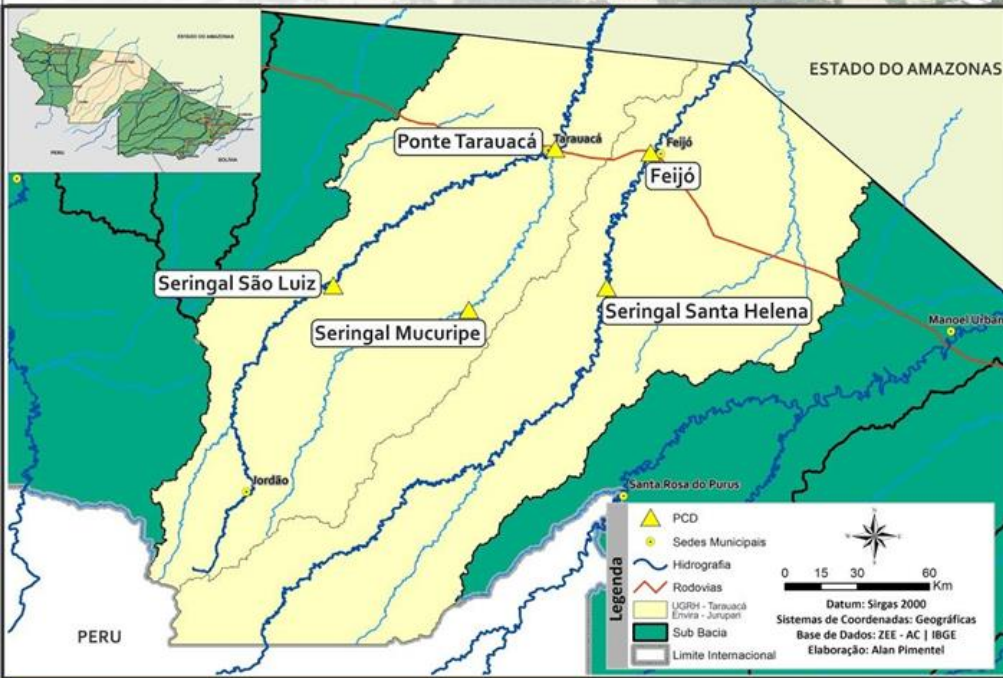 ESTADO DO AMAZONAS
PERU
BOLÍVIA
ESTADO DO AMAZONAS
Ponte Tarauacá
Tarauacá
Feijó
Feijó
Seringal São Luiz
Seringal Mucuripe
Seringal Santa Helena
Manoel Urban
Jordão
Santa Rosa do Purus
PERU
Legenda
PCD
Sedes Municipais
Hidrografia
Rodovias
UGRH - Tarauacá
Envira - Jurupari
Sub Bacia
Limite Internacional
0 15 30 60
Km
Datum: Sirgas 2000
Sistemas de Coordenadas: Geográficas
Base de Dados: ZEE - AC | IBGE
Elaboração: Alan Pimentel